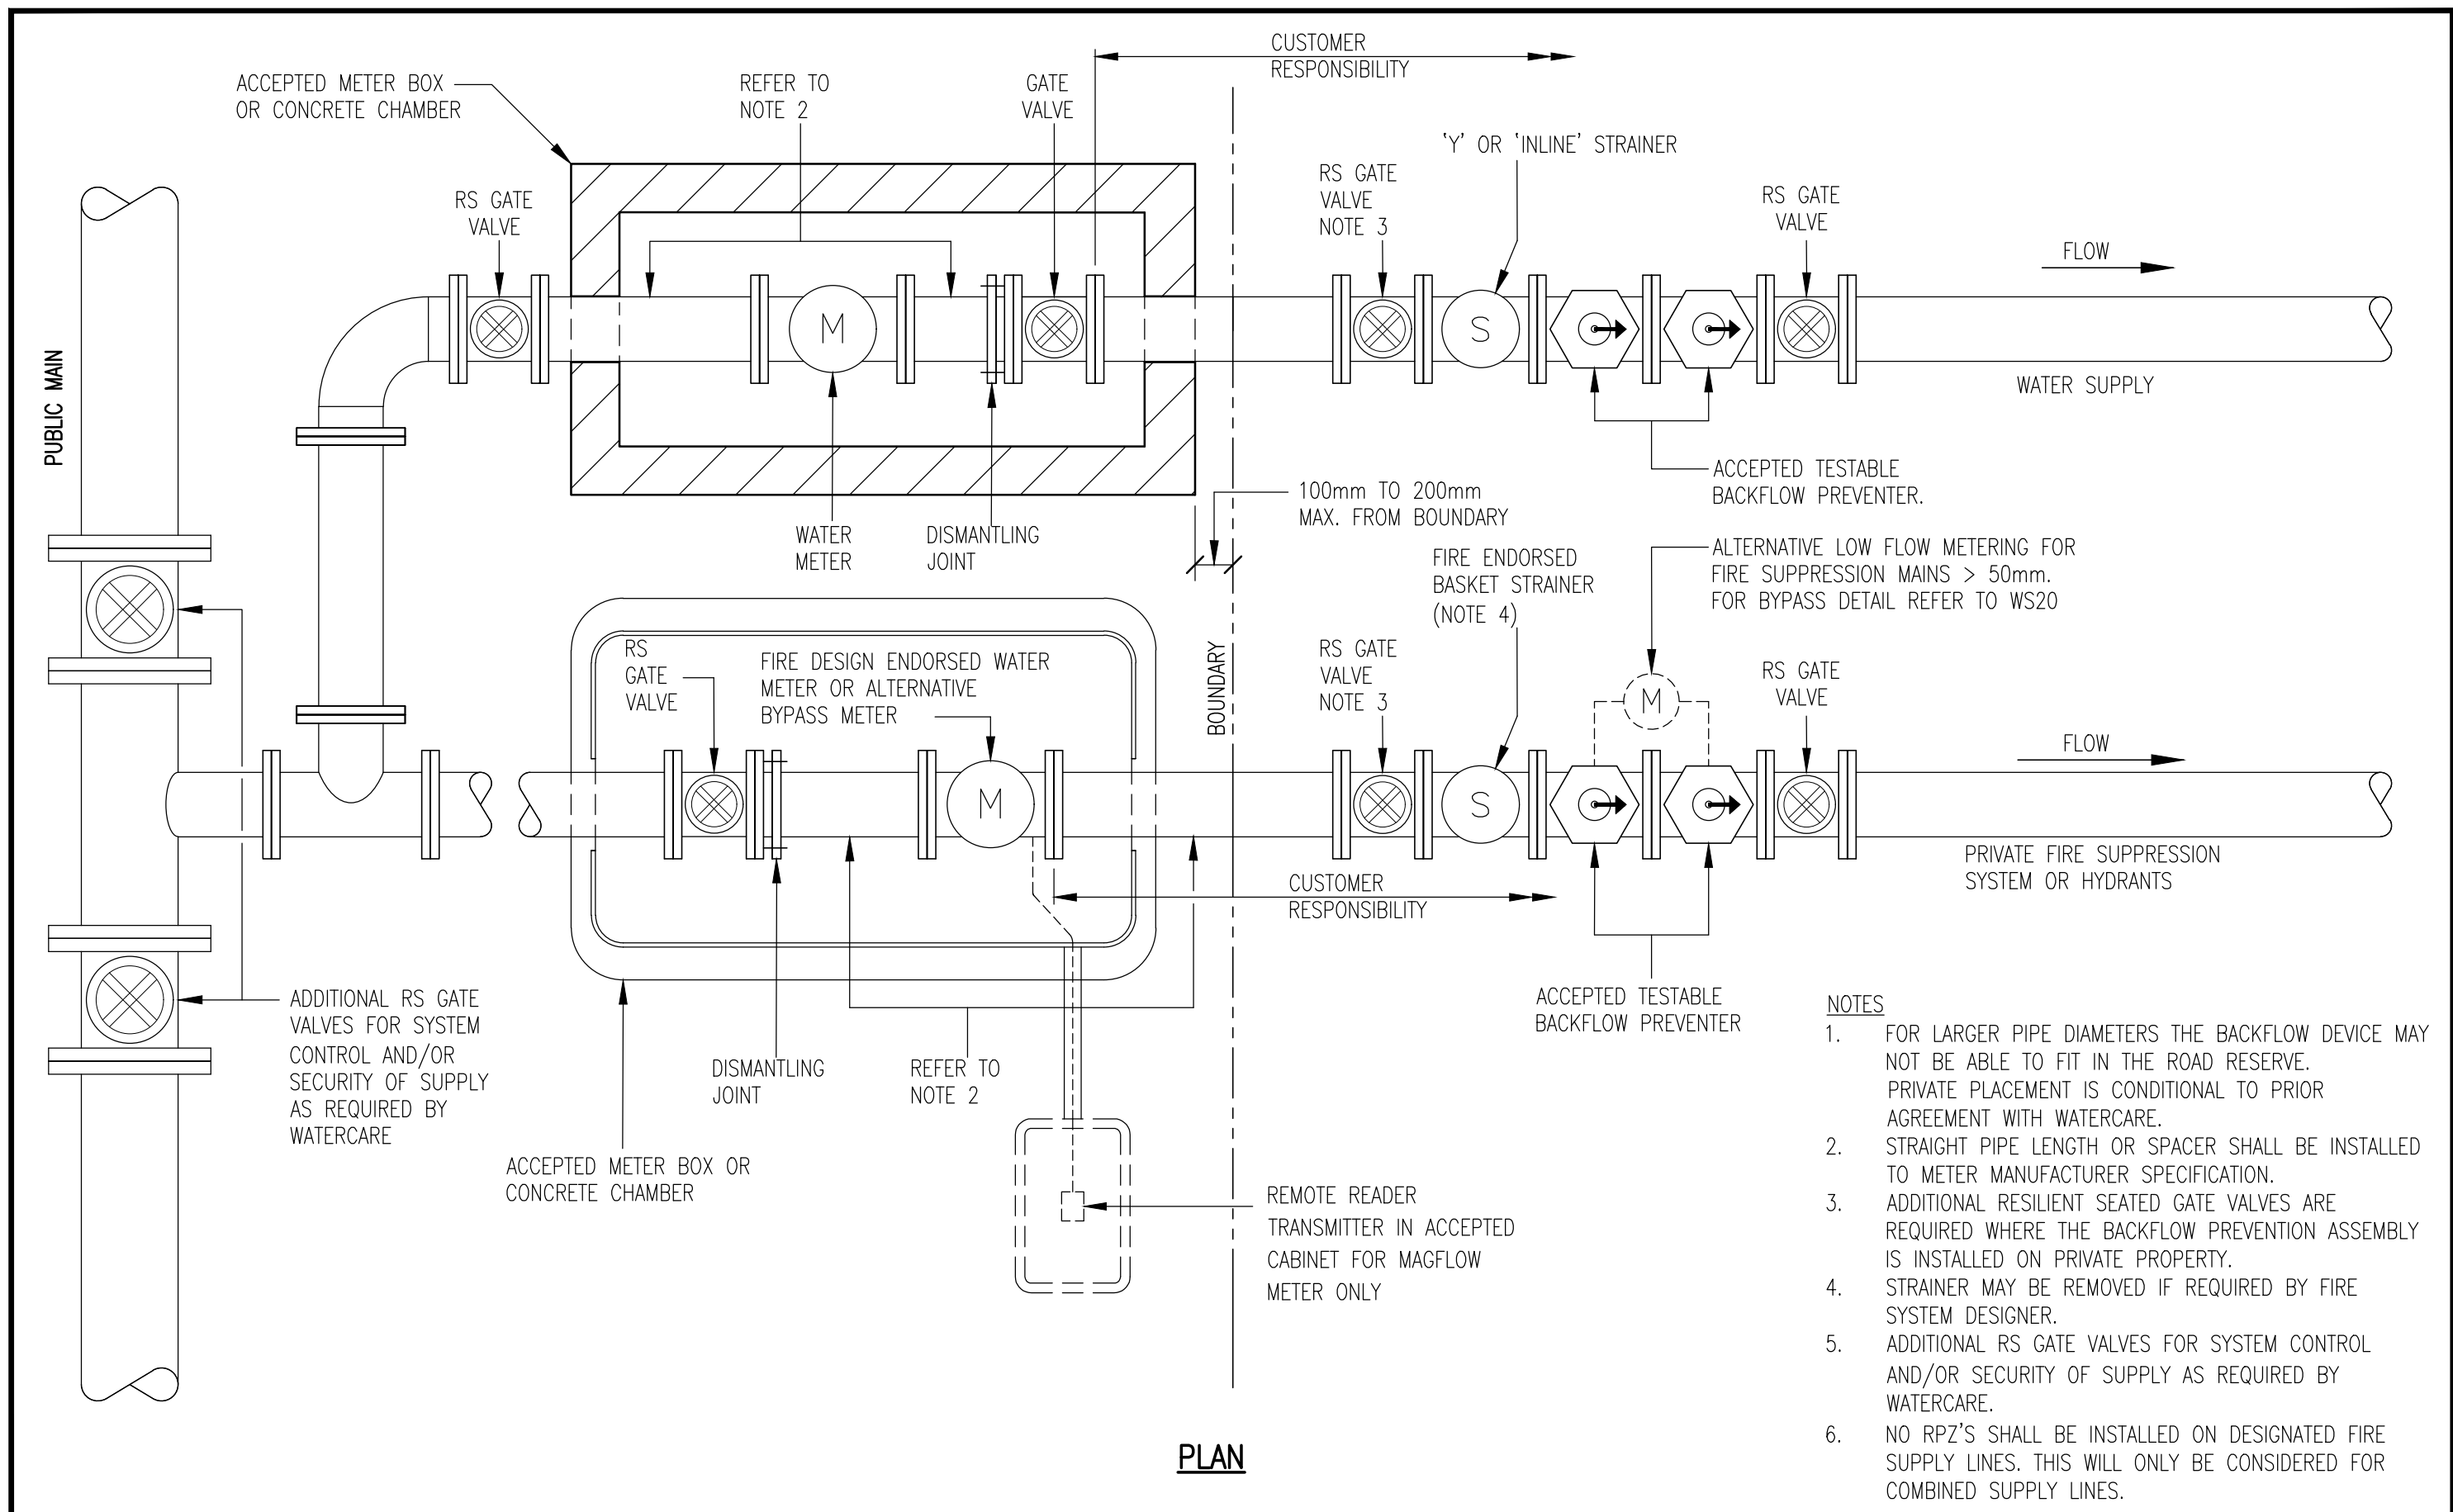 CUSTOMER
RESPONSIBILITY
ACCEPTED METER BOX
OR CONCRETE CHAMBER
REFER TO
NOTE 2
GATE
VALVE
'Y' OR 'INLINE' STRAINER
RS GATE
VALVE
RS GATE
VALVE
NOTE 3
RS GATE
VALVE
FLOW
M
S
PUBLIC MAIN
WATER SUPPLY
ACCEPTED TESTABLE
BACKFLOW PREVENTER.
100mm TO 200mm
MAX. FROM BOUNDARY
WATER
METER
DISMANTLING
JOINT
FIRE ENDORSED
BASKET STRAINER
(NOTE 4)
ALTERNATIVE LOW FLOW METERING FOR
FIRE SUPPRESSION MAINS > 50mm.
FOR BYPASS DETAIL REFER TO WS20
RS
GATE
VALVE
FIRE DESIGN ENDORSED WATER
METER OR ALTERNATIVE
BYPASS METER
BOUNDARY
RS GATE
VALVE
NOTE 3
M
RS GATE
VALVE
FLOW
M
S
PRIVATE FIRE SUPPRESSION
SYSTEM OR HYDRANTS
CUSTOMER
RESPONSIBILITY
ADDITIONAL RS GATE
VALVES FOR SYSTEM
CONTROL AND/OR
SECURITY OF SUPPLY
AS REQUIRED BY
WATERCARE
DISMANTLING
JOINT
REFER TO
NOTE 2
ACCEPTED TESTABLE
BACKFLOW PREVENTER
ACCEPTED METER BOX OR
CONCRETE CHAMBER
REMOTE READER
TRANSMITTER IN ACCEPTED
CABINET FOR MAGFLOW
METER ONLY
NOTES
1. FOR LARGER PIPE DIAMETERS THE BACKFLOW DEVICE MAY
NOT BE ABLE TO FIT IN THE ROAD RESERVE.
PRIVATE PLACEMENT IS CONDITIONAL TO PRIOR
AGREEMENT WITH WATERCARE.
2. STRAIGHT PIPE LENGTH OR SPACER SHALL BE INSTALLED
TO METER MANUFACTURER SPECIFICATION.
3. ADDITIONAL RESILIENT SEATED GATE VALVES ARE
REQUIRED WHERE THE BACKFLOW PREVENTION ASSEMBLY
IS INSTALLED ON PRIVATE PROPERTY.
4. STRAINER MAY BE REMOVED IF REQUIRED BY FIRE
SYSTEM DESIGNER.
5. ADDITIONAL RS GATE VALVES FOR SYSTEM CONTROL
AND/OR SECURITY OF SUPPLY AS REQUIRED BY
WATERCARE.
6. NO RPZ'S SHALL BE INSTALLED ON DESIGNATED FIRE
SUPPLY LINES. THIS WILL ONLY BE CONSIDERED FOR
COMBINED SUPPLY LINES.
PLAN